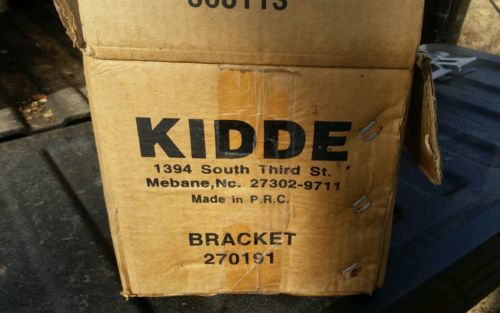 KIDDE
1394 South Third St.
Mebane,Nc. 27302-9711
Made in P.R.C.
BRACKET
270191